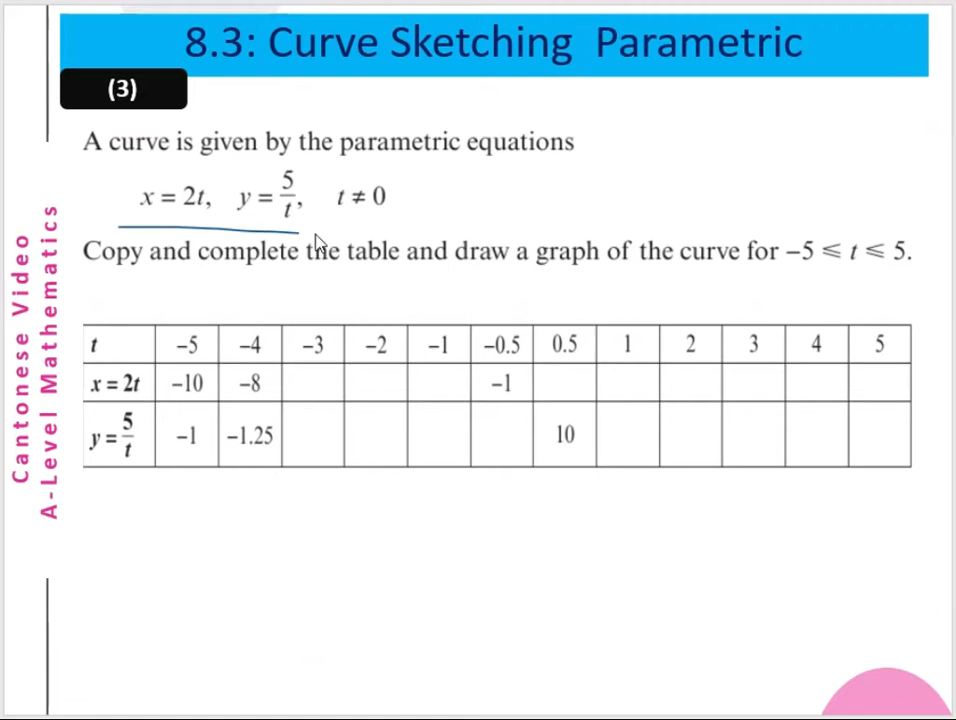 8.3: Curve Sketching Parametric
(3)
A curve is given by the parametric equations
x = 2t, y = 5/t, t ≠ 0
Copy and complete the table and draw a graph of the curve for −5 ≤ t ≤ 5.
t −5 −4 −3 −2 −1 −0.5 0.5 1 2 3 4 5
x = 2t −10 −8 −1
y = 5/t −1 −1.25 10
Cantonese Video
A-Level Mathematics